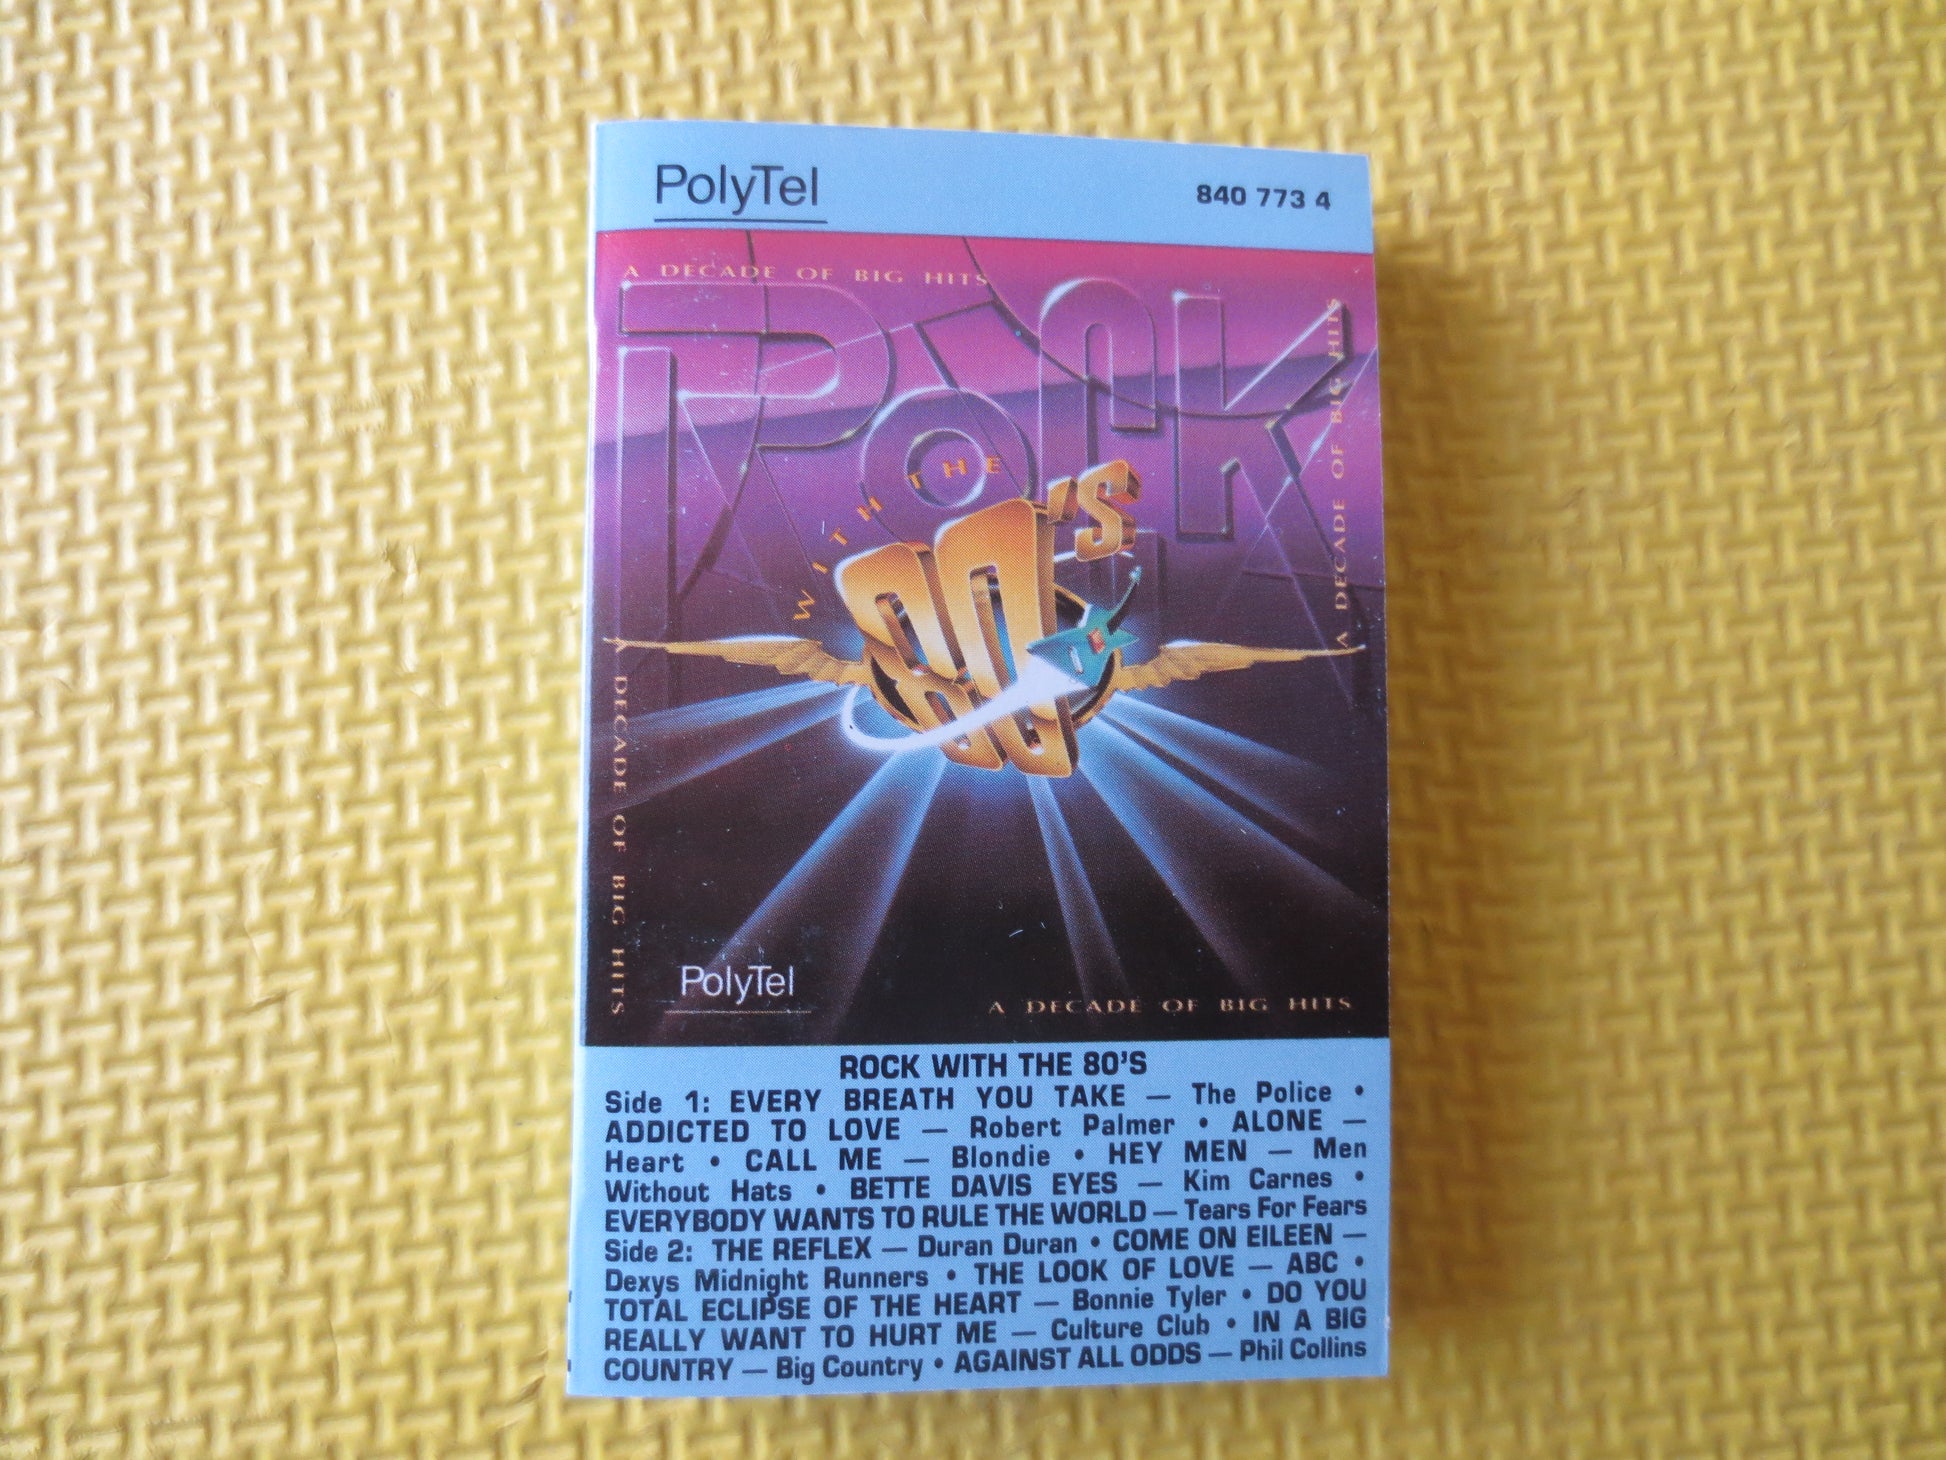 PolyTel
840 773 4
A DECADE OF BIG HITS
ROCK
WITH THE
80'S
A DECADE OF BIG HITS
A DECADE OF BIG HITS
PolyTel
A DECADE OF BIG HITS
ROCK WITH THE 80'S
Side 1: EVERY BREATH YOU TAKE — The Police •
ADDICTED TO LOVE — Robert Palmer • ALONE —
Heart • CALL ME — Blondie • HEY MEN — Men
Without Hats • BETTE DAVIS EYES — Kim Carnes •
EVERYBODY WANTS TO RULE THE WORLD — Tears For Fears
Side 2: THE REFLEX — Duran Duran • COME ON EILEEN —
Dexys Midnight Runners • THE LOOK OF LOVE — ABC •
TOTAL ECLIPSE OF THE HEART — Bonnie Tyler • DO YOU
REALLY WANT TO HURT ME — Culture Club • IN A BIG
COUNTRY — Big Country • AGAINST ALL ODDS — Phil Collins